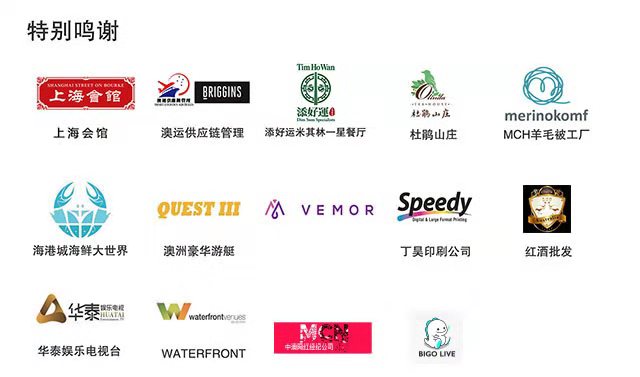 特别鸣谢
SHANGHAI STREET ON BOURKE
上海會館
BRIGGINS
Tim Ho Wan
添好運
Dim Sum Specialists
Olinda
TEAHOUSE
杜鹃山庄
merinokomf
上海会馆
澳运供应链管理
添好运米其林一星餐厅
杜鹃山庄
MCH羊毛被工厂
QUEST III
VEMOR
Speedy
Digital & Large Format Printing
海港城海鲜大世界
澳洲豪华游艇
丁昊印刷公司
红酒批发
华泰
娱乐电视
HUATAI
waterfrontvenues
MCN
中澳网红经纪公司
BIGO LIVE
华泰娱乐电视台
WATERFRONT